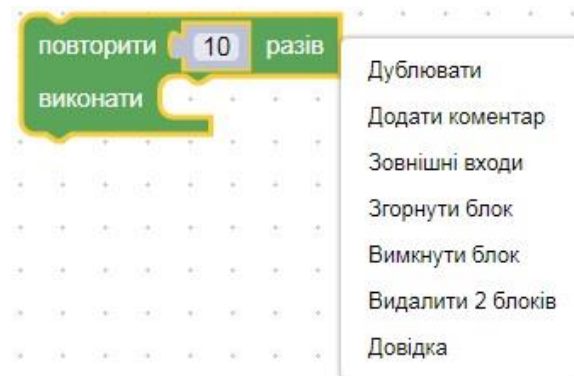 повторити 10 разів
виконати
Дублювати
Додати коментар
Зовнішні входи
Згорнути блок
Вимкнути блок
Видалити 2 блоків
Довідка